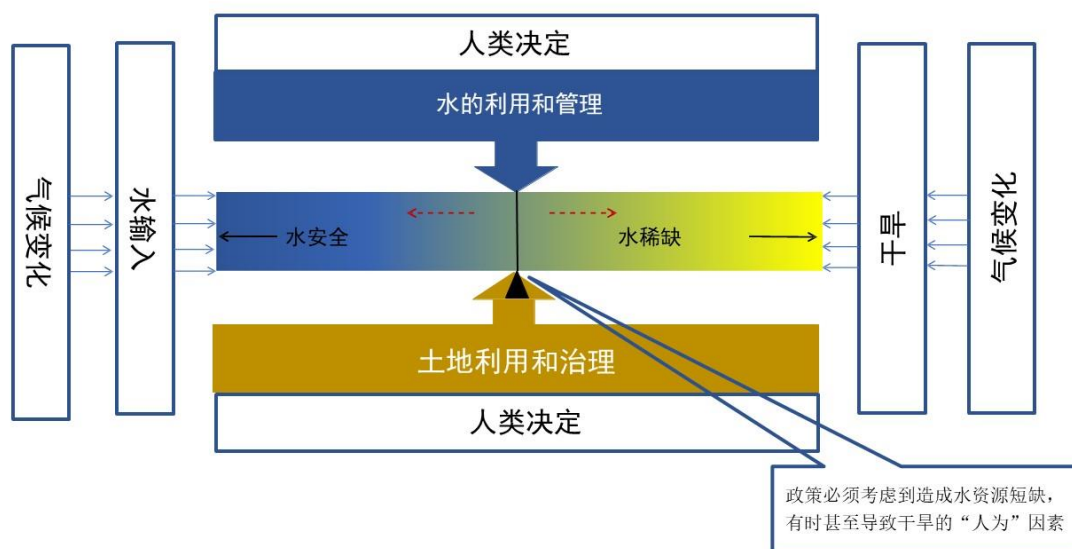 人类决定
水的利用和管理
气候变化
水输入
水安全
水稀缺
干旱
气候变化
土地利用和治理
人类决定
政策必须考虑到造成水资源短缺，
有时甚至导致干旱的“人为”因素